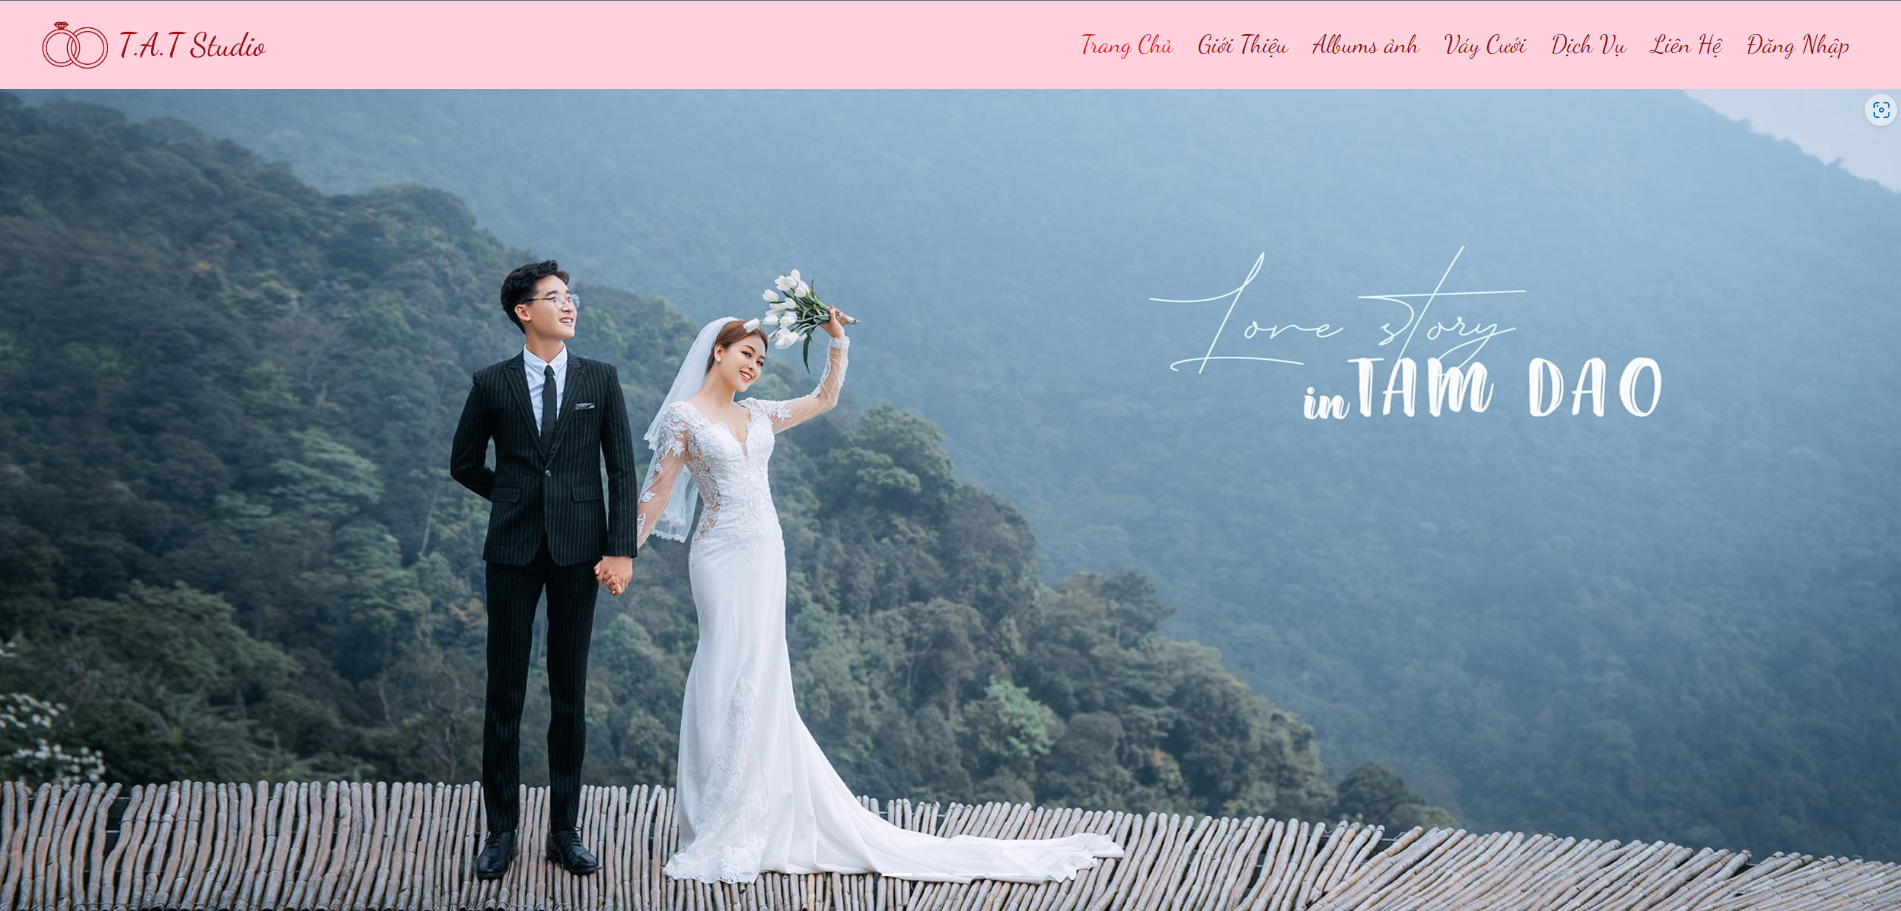 T.A.T Studio
Trang Chủ Giới Thiệu Albums ảnh Váy Cưới Dịch Vụ Liên Hệ Đăng Nhập
Love story
in TAM DAO